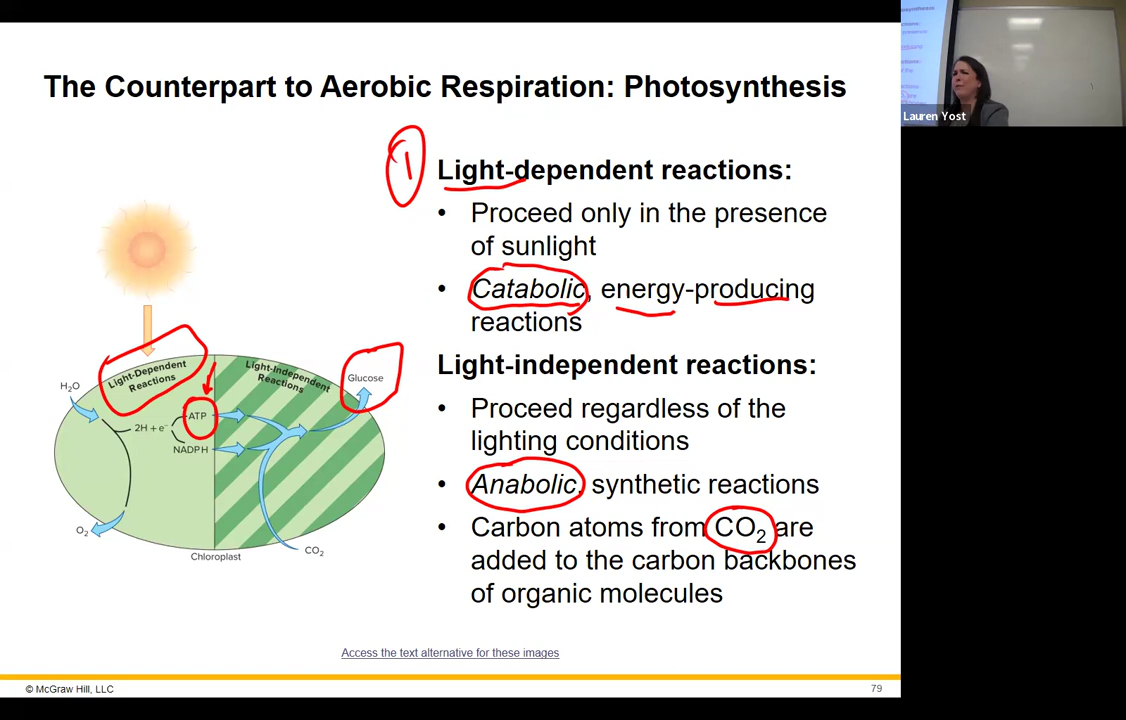 The Counterpart to Aerobic Respiration: Photosynthesis
1
Light-dependent reactions:
• Proceed only in the presence
of sunlight
• Catabolic, energy-producing
reactions
Light-independent reactions:
• Proceed regardless of the
lighting conditions
• Anabolic, synthetic reactions
• Carbon atoms from CO2 are
added to the carbon backbones
of organic molecules
Light-Dependent
Reactions
Light-Independent
Reactions
Glucose
H2O
ATP
2H + e−
NADPH
O2
CO2
Chloroplast
Access the text alternative for these images
© McGraw Hill, LLC
79
Lauren Yost